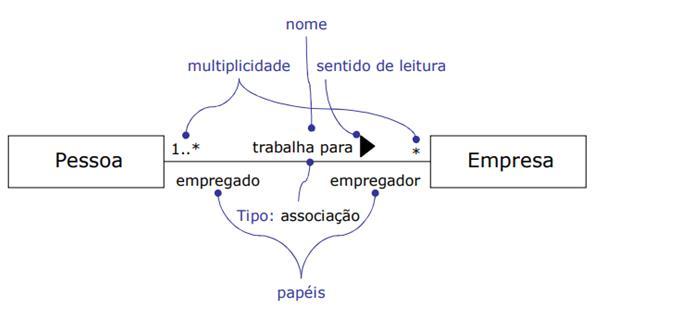 nome
multiplicidade sentido de leitura
Pessoa 1..* trabalha para * Empresa
empregado empregador
Tipo: associação
papéis